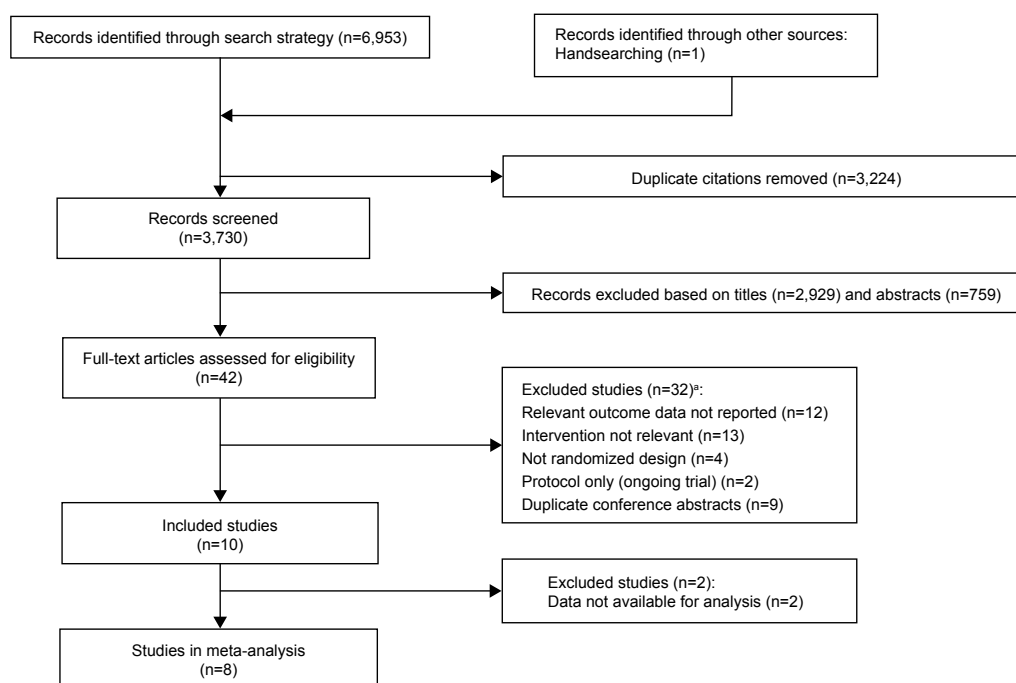 Records identified through search strategy (n=6,953)
Records identified through other sources:
Handsearching (n=1)
Duplicate citations removed (n=3,224)
Records screened
(n=3,730)
Records excluded based on titles (n=2,929) and abstracts (n=759)
Full-text articles assessed for eligibility
(n=42)
Excluded studies (n=32)ᵃ:
Relevant outcome data not reported (n=12)
Intervention not relevant (n=13)
Not randomized design (n=4)
Protocol only (ongoing trial) (n=2)
Duplicate conference abstracts (n=9)
Included studies
(n=10)
Excluded studies (n=2):
Data not available for analysis (n=2)
Studies in meta-analysis
(n=8)